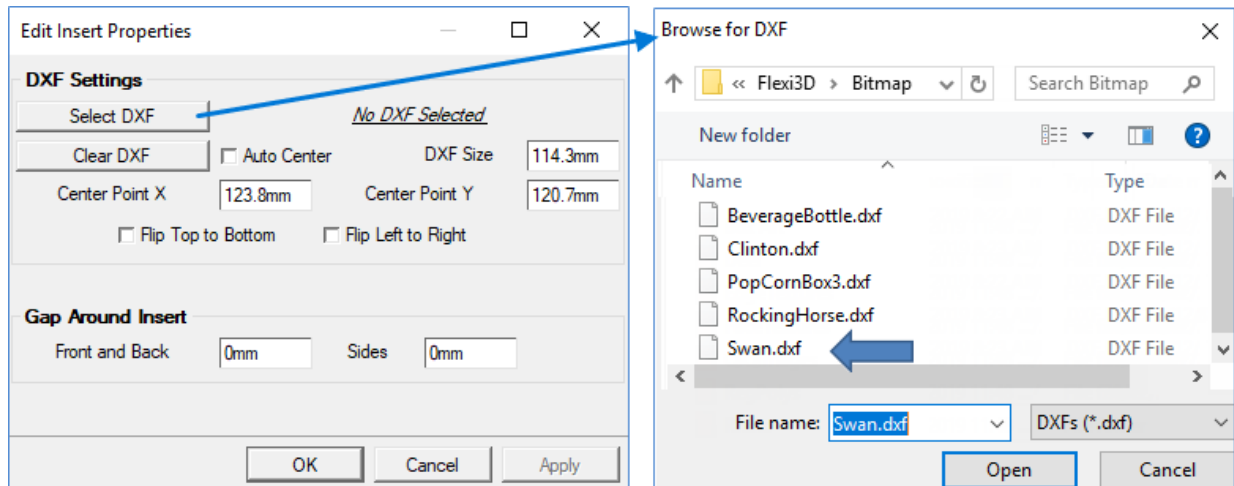 Edit Insert Properties
DXF Settings
Select DXF
No DXF Selected
Clear DXF
Auto Center
DXF Size
114.3mm
Center Point X
123.8mm
Center Point Y
120.7mm
Flip Top to Bottom
Flip Left to Right
Gap Around Insert
Front and Back
0mm
Sides
0mm
OK
Cancel
Apply
Browse for DXF
« Flexi3D > Bitmap
Search Bitmap
New folder
Name
Type
BeverageBottle.dxf
DXF File
Clinton.dxf
DXF File
PopCornBox3.dxf
DXF File
RockingHorse.dxf
DXF File
Swan.dxf
DXF File
File name:
Swan.dxf
DXFs (*.dxf)
Open
Cancel